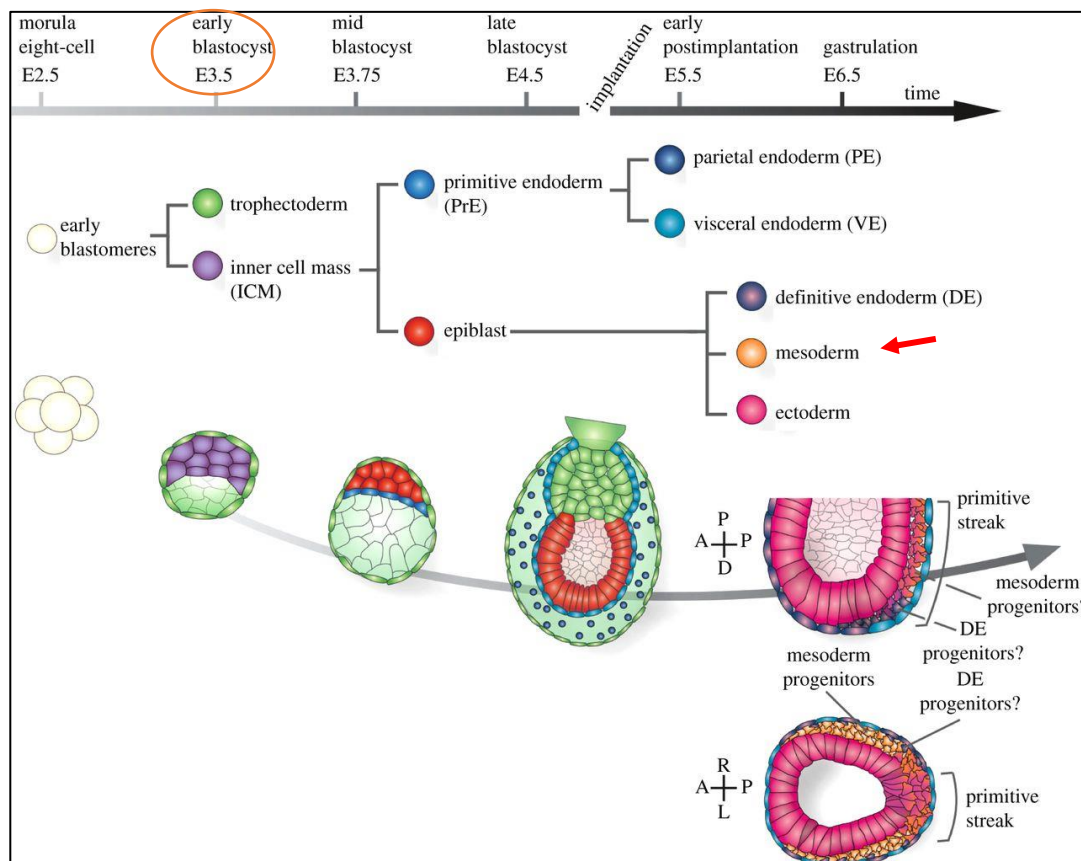 morula
eight-cell
E2.5
early
blastocyst
E3.5
mid
blastocyst
E3.75
late
blastocyst
E4.5
implantation
early
postimplantation
E5.5
gastrulation
E6.5
time
early
blastomeres
trophectoderm
inner cell mass
(ICM)
primitive endoderm
(PrE)
epiblast
parietal endoderm (PE)
visceral endoderm (VE)
definitive endoderm (DE)
mesoderm
ectoderm
P
A P
D
primitive
streak
mesoderm
progenitors?
DE
progenitors?
mesoderm
progenitors
DE
progenitors?
R
A P
L
primitive
streak